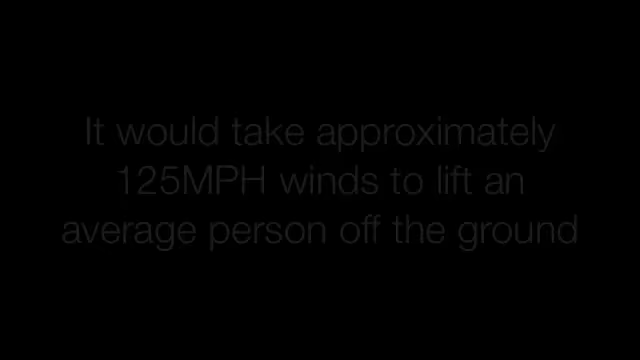 It would take approximately
125MPH winds to lift an
average person off the ground